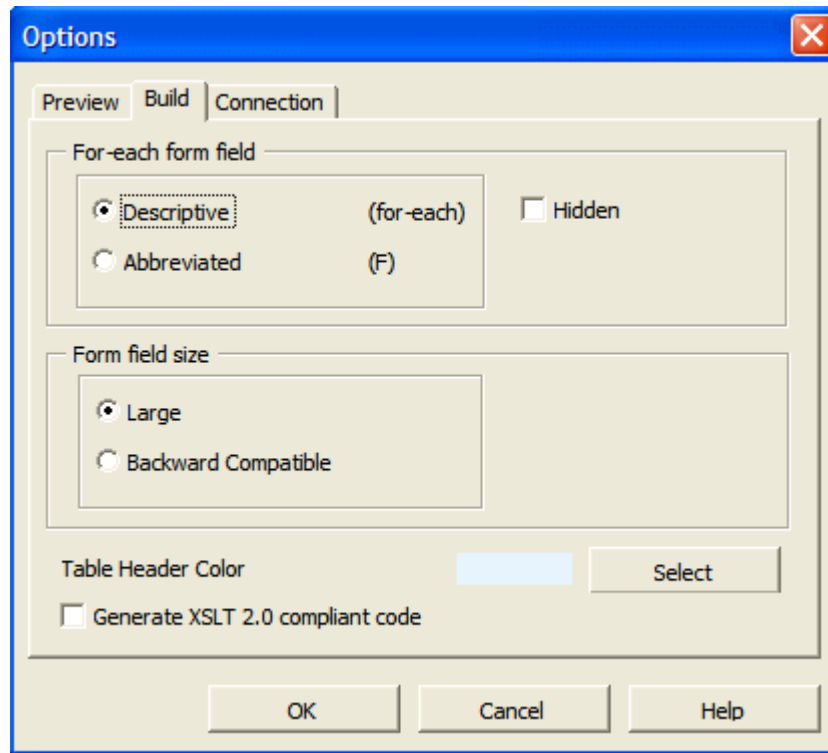 Options
Preview Build Connection
For-each form field
Descriptive (for-each) Hidden
Abbreviated (F)
Form field size
Large
Backward Compatible
Table Header Color Select
Generate XSLT 2.0 compliant code
OK Cancel Help